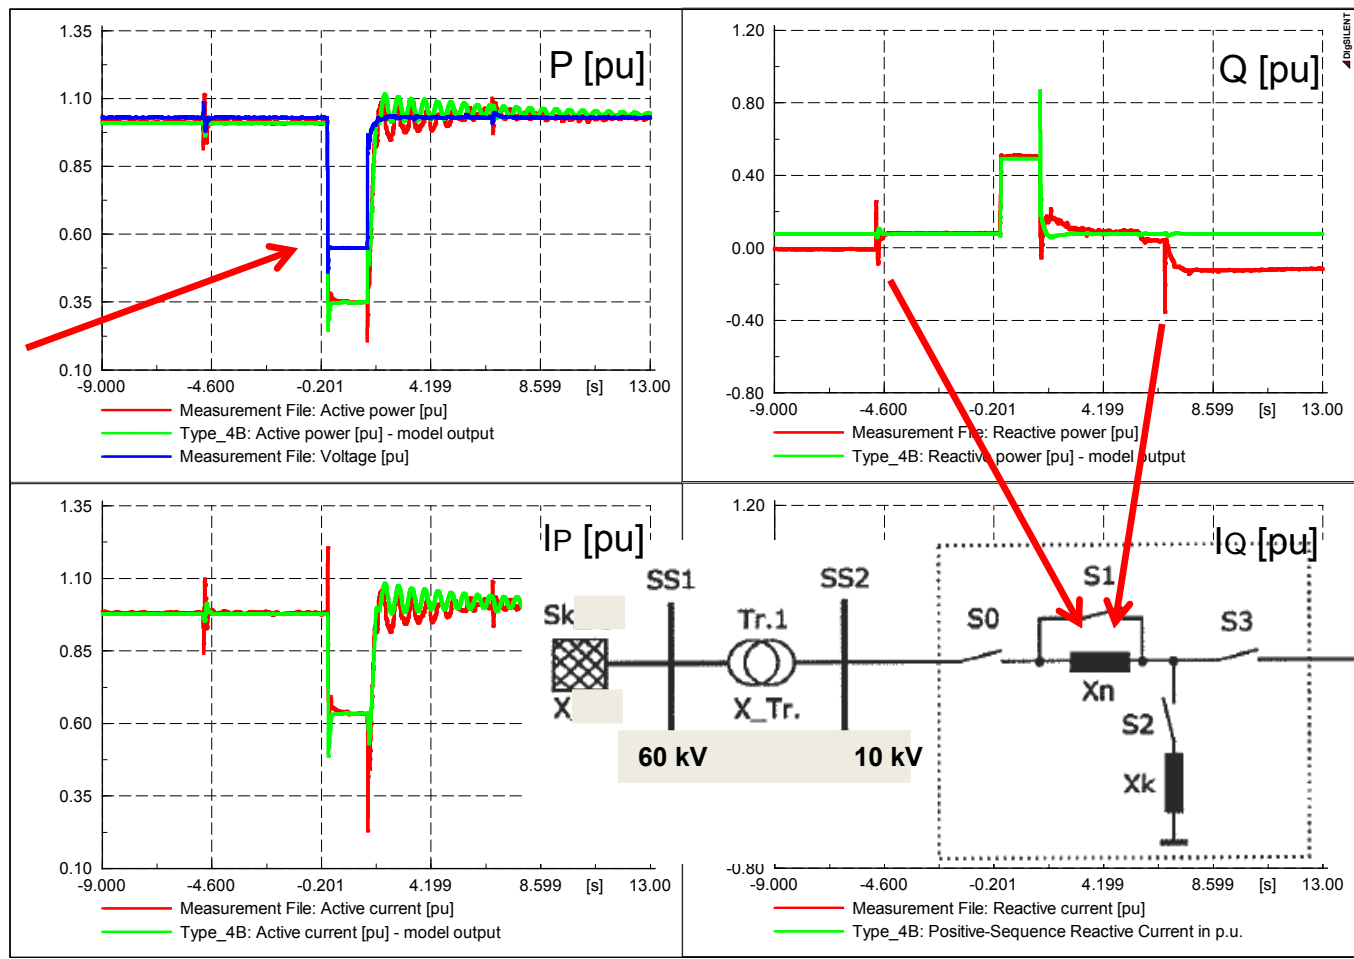 1.35
1.10
0.85
0.60
0.35
0.10
P [pu]
-9.000 -4.600 -0.201 4.199 8.599 [s] 13.00
Measurement File: Active power [pu]
Type_4B: Active power [pu] - model output
Measurement File: Voltage [pu]
1.20
0.80
0.40
0.00
-0.40
-0.80
Q [pu]
DIgSILENT
-9.000 -4.600 -0.201 4.199 8.599 [s] 13.00
Measurement File: Reactive power [pu]
Type_4B: Reactive power [pu] - model output
1.35
1.10
0.85
0.60
0.35
0.10
IP [pu]
-9.000 -4.600 -0.201 4.199 8.599 [s] 13.00
Measurement File: Active current [pu]
Type_4B: Active current [pu] - model output
1.20
IQ [pu]
SS1 SS2 S1
Sk Tr.1 S0 S3
X X_Tr. Xn
S2
60 kV 10 kV
Xk
-0.80
-9.000 -4.600 -0.201 4.199 8.599 [s] 13.00
Measurement File: Reactive current [pu]
Type_4B: Positive-Sequence Reactive Current in p.u.